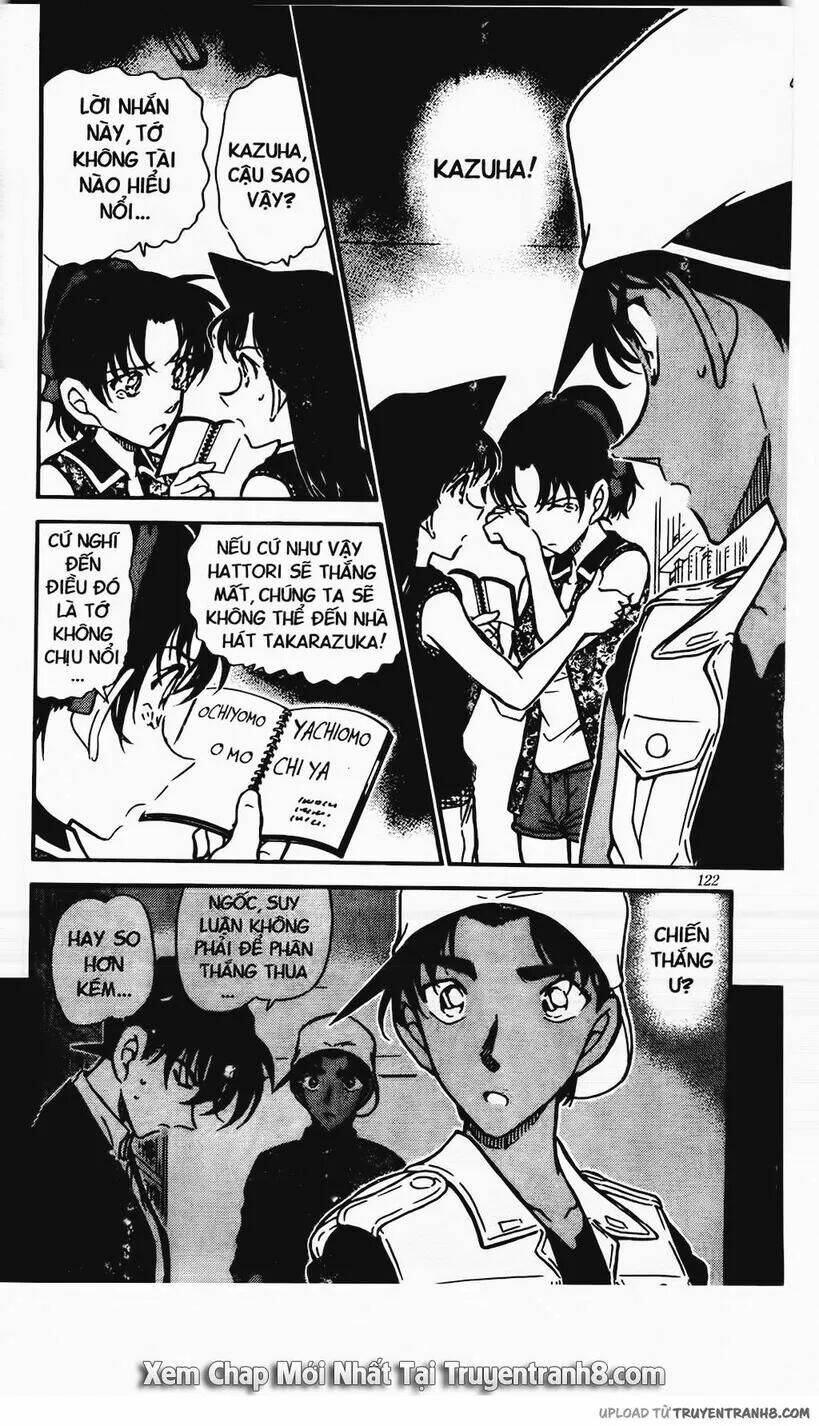 KAZUHA,
CẬU SAO
VẬY?
LỜI NHẮN
NÀY, TỚ
KHÔNG TÀI
NÀO HIỂU
NỔI...
KAZUHA!
NẾU CỨ NHƯ VẬY
HATTORI SẼ THẮNG
MẤT, CHÚNG TA SẼ
KHÔNG THỂ ĐẾN NHÀ
HÁT TAKARAZUKA!
CỨ NGHĨ
ĐẾN
ĐIỀU ĐÓ
LÀ TỚ
KHÔNG
CHỊU NỔI
...
OCHIYOMO
O MO
YACHIOMO
CHI YA
122
CHIẾN
THẮNG
Ư?
NGỐC, SUY
LUẬN KHÔNG
PHẢI ĐỂ PHÂN
THẮNG THUA
...
HAY SO
HƠN
KÉM...
Xem Chap Mới Nhất Tại Truyentranh8.com
UPLOAD TỪ TRUYENTRANH8.COM